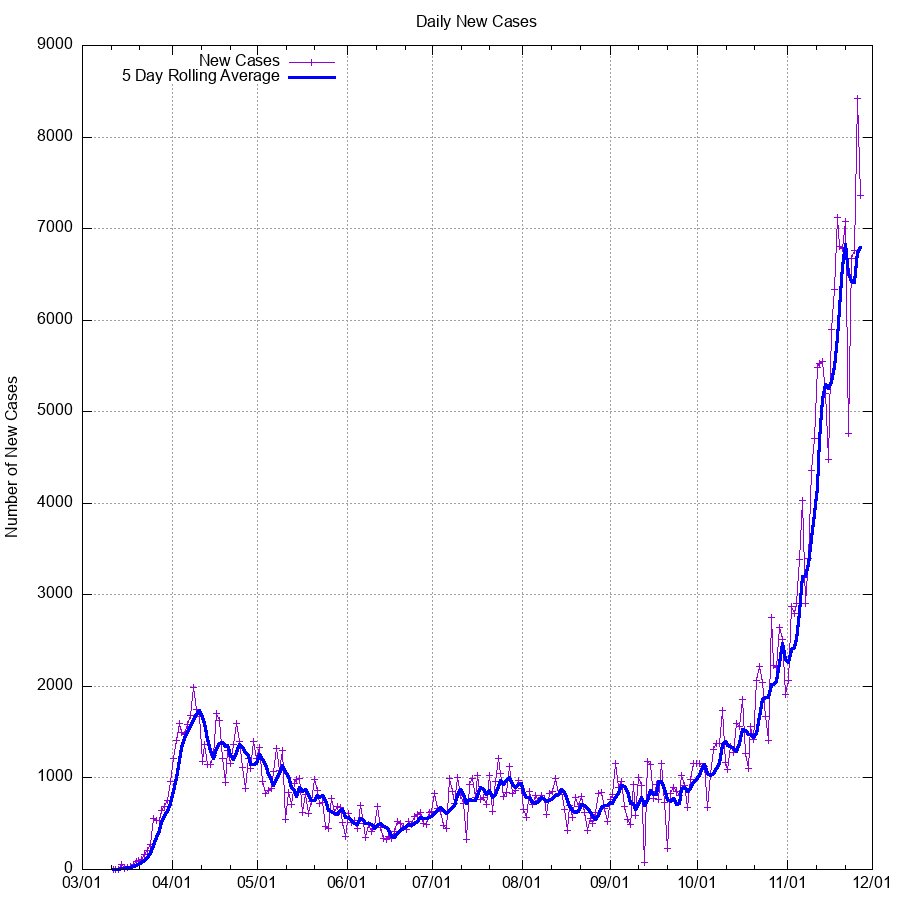 Daily New Cases
New Cases
5 Day Rolling Average
9000
8000
7000
6000
5000
4000
3000
2000
1000
0
Number of New Cases
03/01 04/01 05/01 06/01 07/01 08/01 09/01 10/01 11/01 12/01